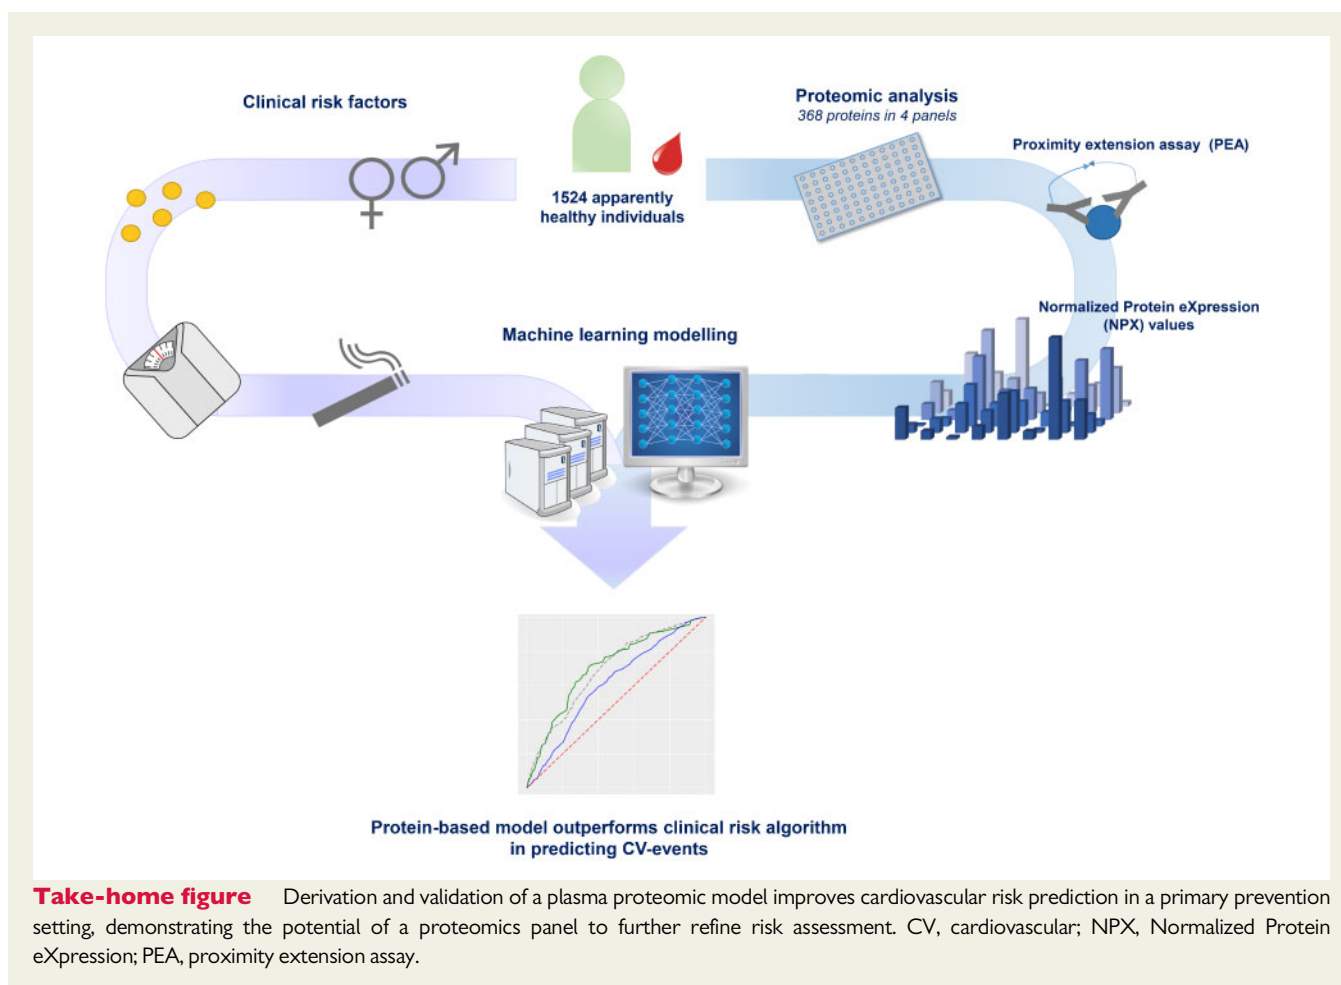 Clinical risk factors
1524 apparently
healthy individuals
Proteomic analysis
368 proteins in 4 panels
Proximity extension assay (PEA)
Normalized Protein eXpression
(NPX) values
Machine learning modelling
Protein-based model outperforms clinical risk algorithm
in predicting CV-events
Take-home figure Derivation and validation of a plasma proteomic model improves cardiovascular risk prediction in a primary prevention
setting, demonstrating the potential of a proteomics panel to further refine risk assessment. CV, cardiovascular; NPX, Normalized Protein
eXpression; PEA, proximity extension assay.